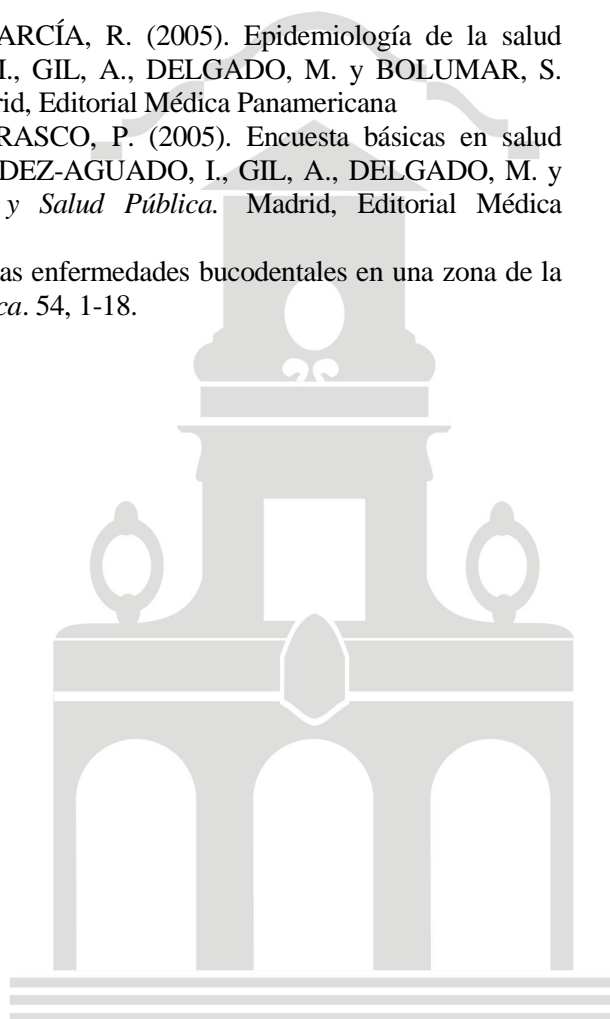 ARCÍA, R. (2005). Epidemiología de la salud
I., GIL, A., DELGADO, M. y BOLUMAR, S.
rid, Editorial Médica Panamericana
RASCO, P. (2005). Encuesta básicas en salud
DEZ-AGUADO, I., GIL, A., DELGADO, M. y
y Salud Pública. Madrid, Editorial Médica
as enfermedades bucodentales en una zona de la
ca. 54, 1-18.